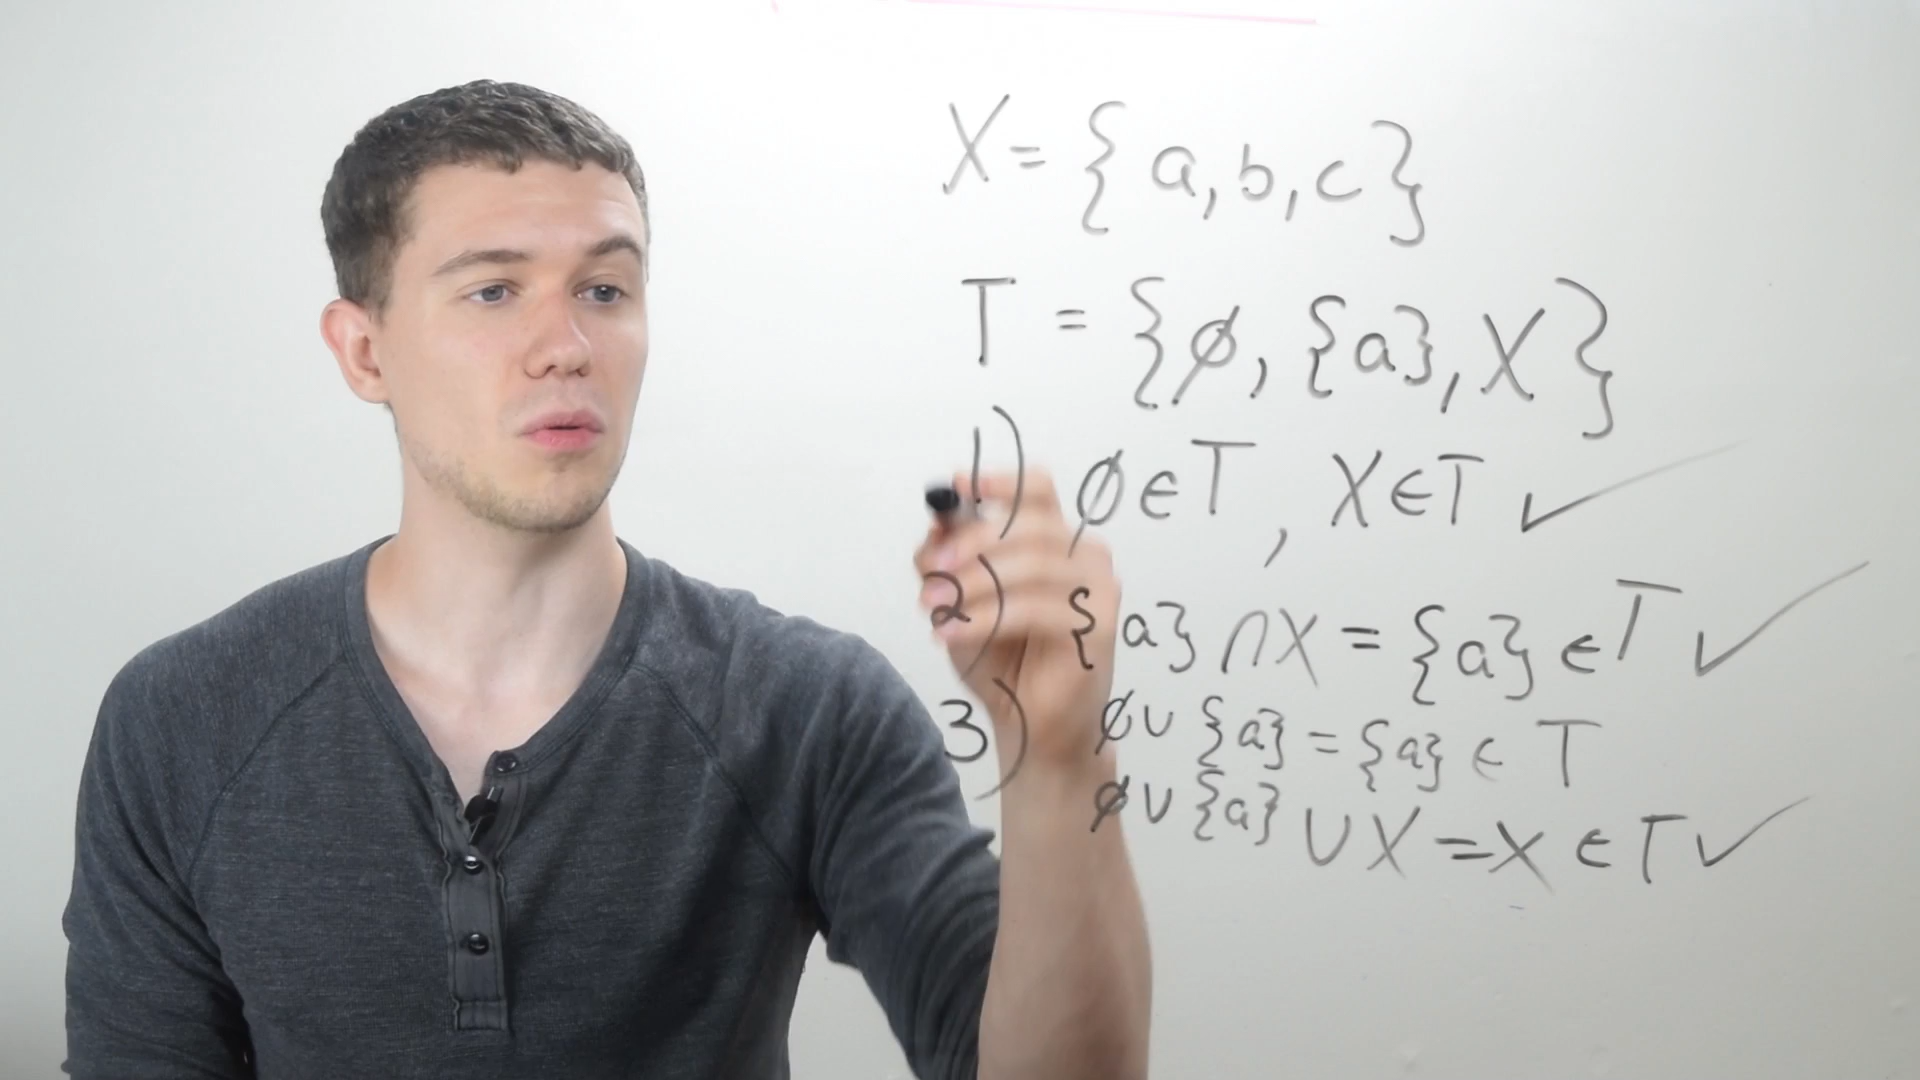 X = { a, b, c }
T = { ∅, {a}, X }
1) ∅ ∈ T , X ∈ T ✓
2) {a} ∩ X = {a} ∈ T ✓
3) ∅ ∪ {a} = {a} ∈ T
∅ ∪ {a} ∪ X = X ∈ T ✓